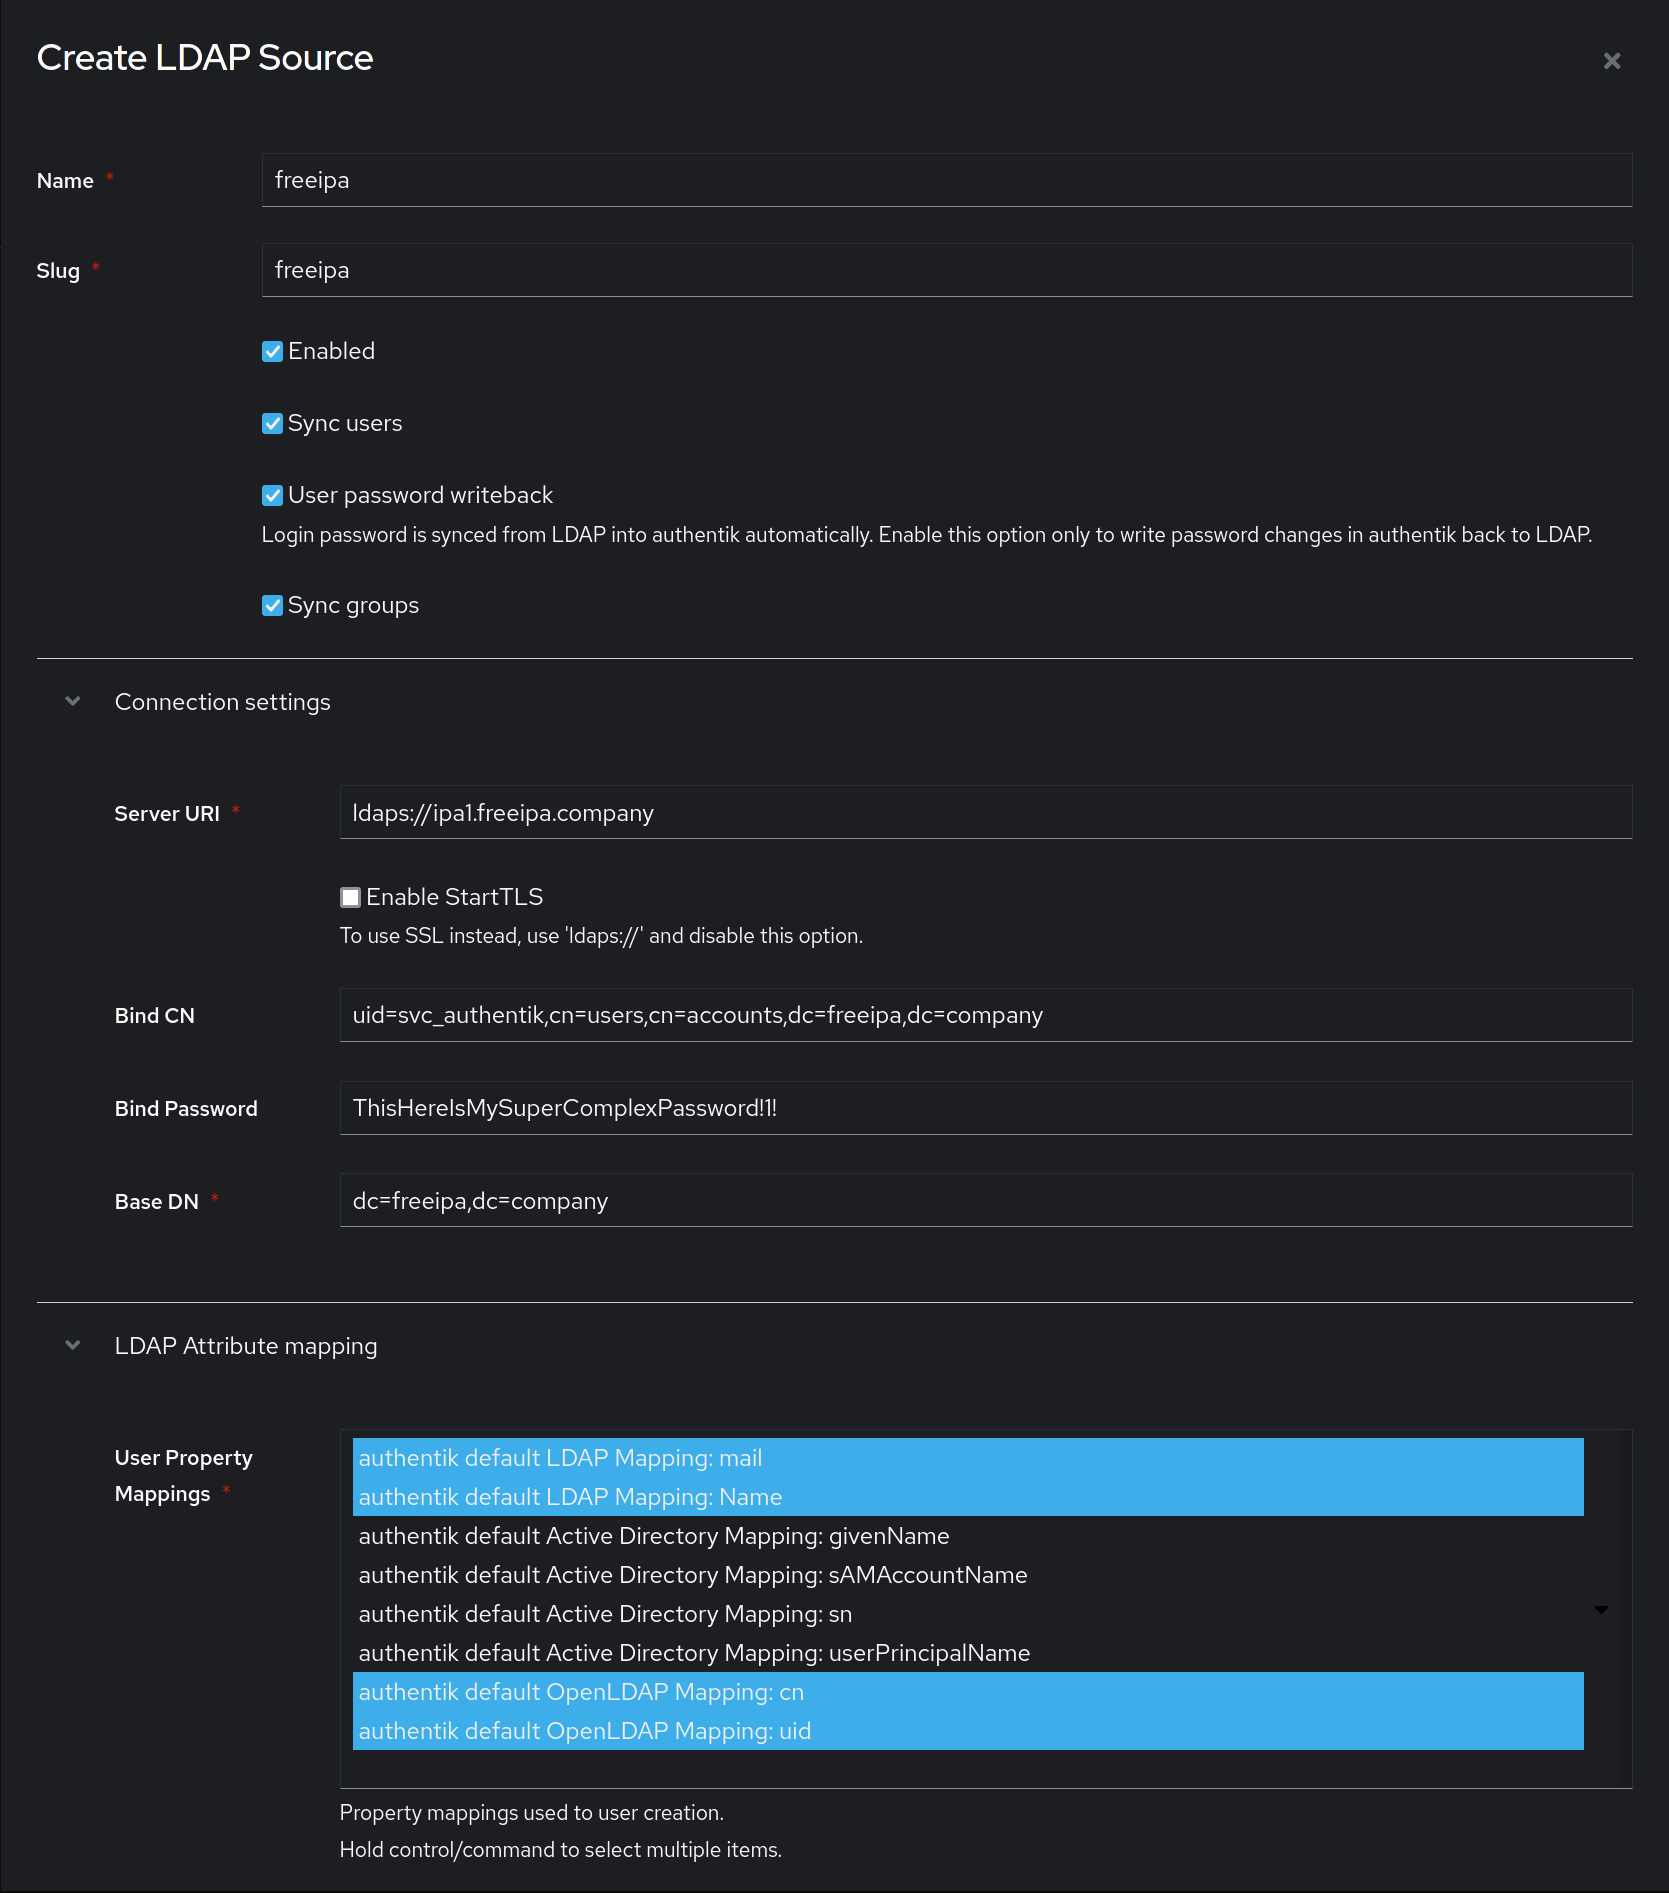 Create LDAP Source
Name *
freeipa
Slug *
freeipa
Enabled
Sync users
User password writeback
Login password is synced from LDAP into authentik automatically. Enable this option only to write password changes in authentik back to LDAP.
Sync groups
Connection settings
Server URI *
ldaps://ipa1.freeipa.company
Enable StartTLS
To use SSL instead, use 'ldaps://' and disable this option.
Bind CN
uid=svc_authentik,cn=users,cn=accounts,dc=freeipa,dc=company
Bind Password
ThisHereIsMySuperComplexPassword!1!
Base DN *
dc=freeipa,dc=company
LDAP Attribute mapping
User Property
Mappings *
authentik default LDAP Mapping: mail
authentik default LDAP Mapping: Name
authentik default Active Directory Mapping: givenName
authentik default Active Directory Mapping: sAMAccountName
authentik default Active Directory Mapping: sn
authentik default Active Directory Mapping: userPrincipalName
authentik default OpenLDAP Mapping: cn
authentik default OpenLDAP Mapping: uid
Property mappings used to user creation.
Hold control/command to select multiple items.